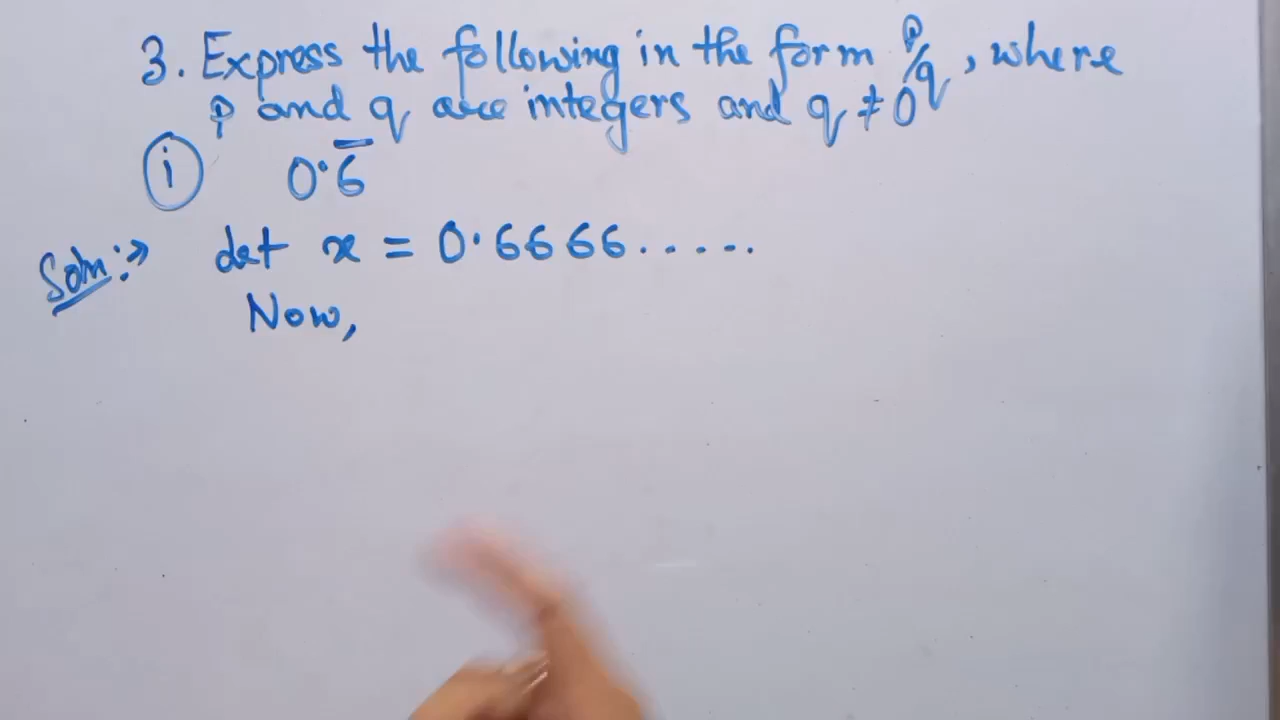 3. Express the following in the form p/q, where
p and q are integers and q ≠ 0
(i) 0.6̅
Soln:→ Let x = 0.6666.....
Now,